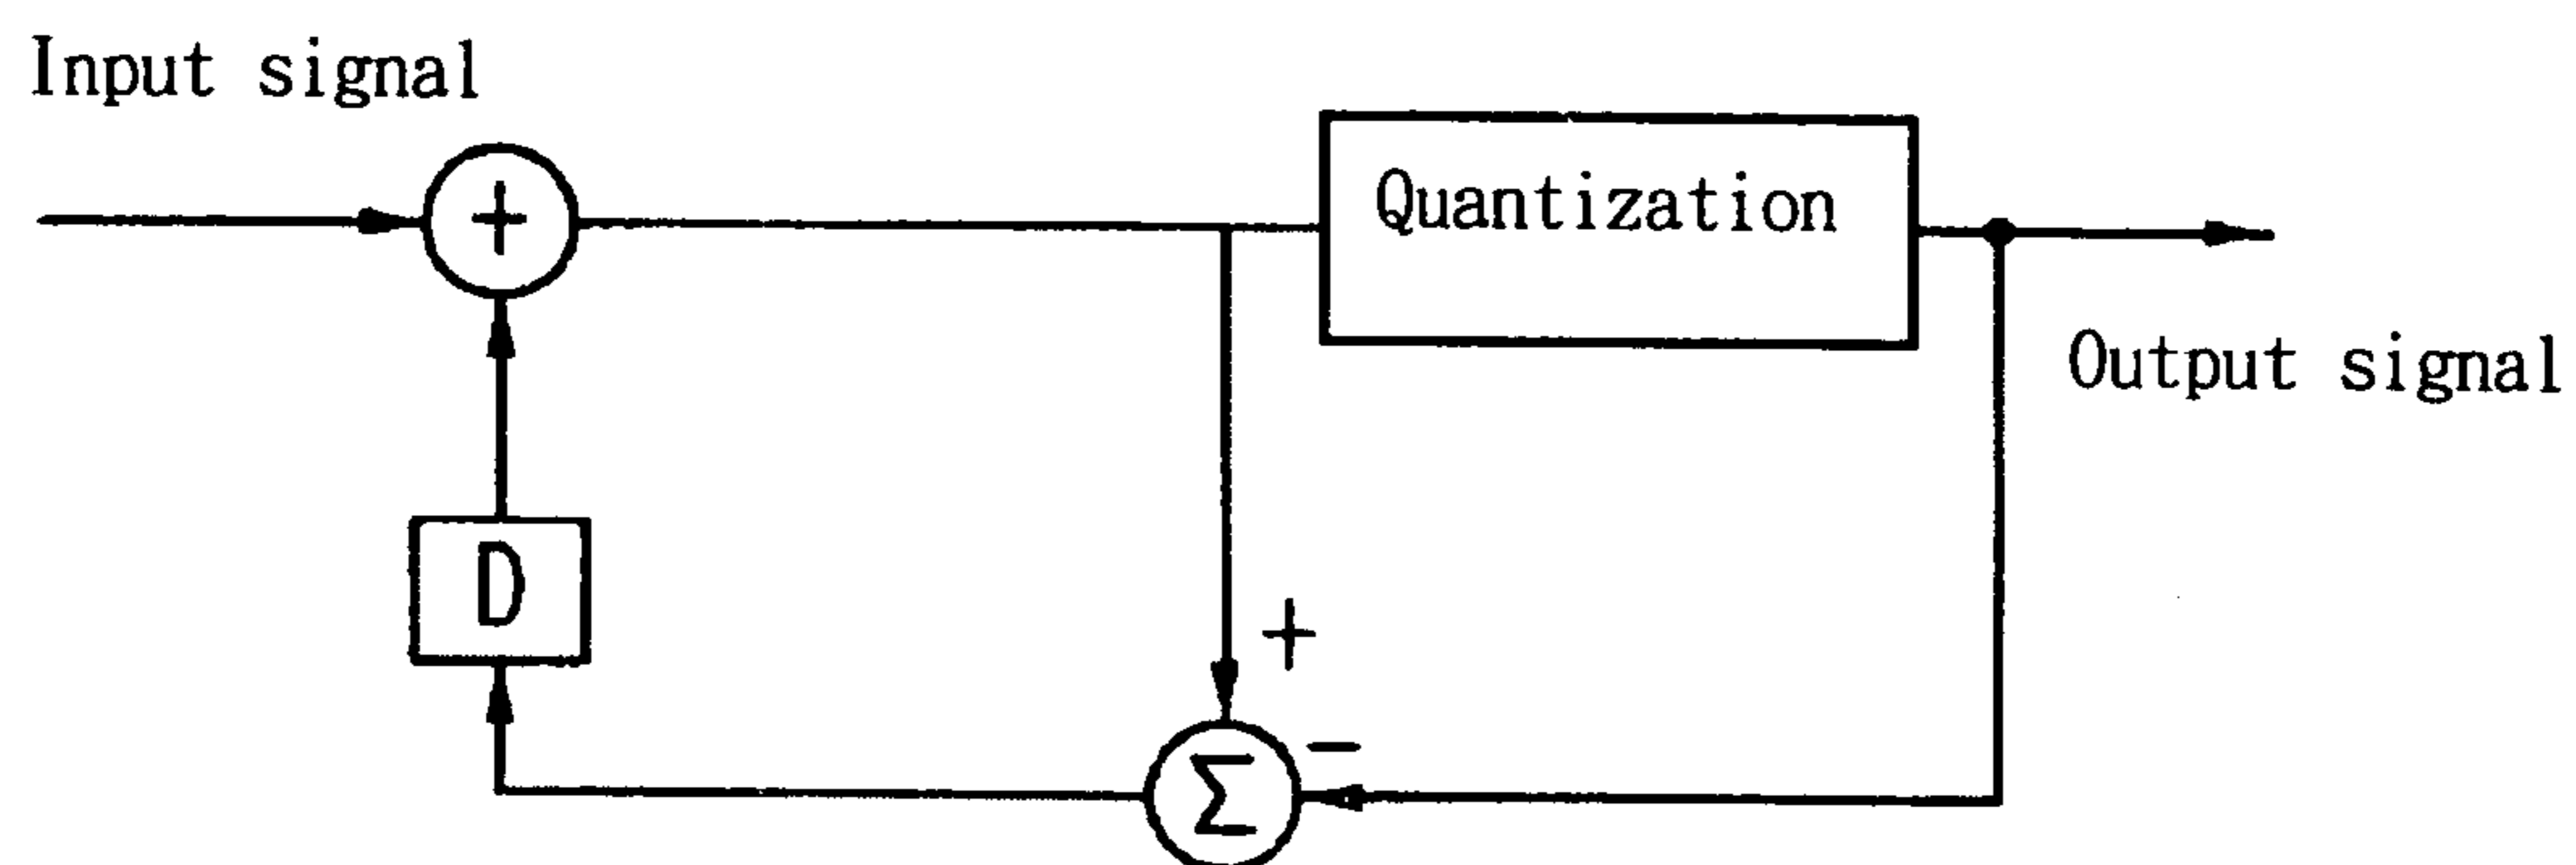 Input signal
+
Quantization
Output signal
D
+
−
Σ